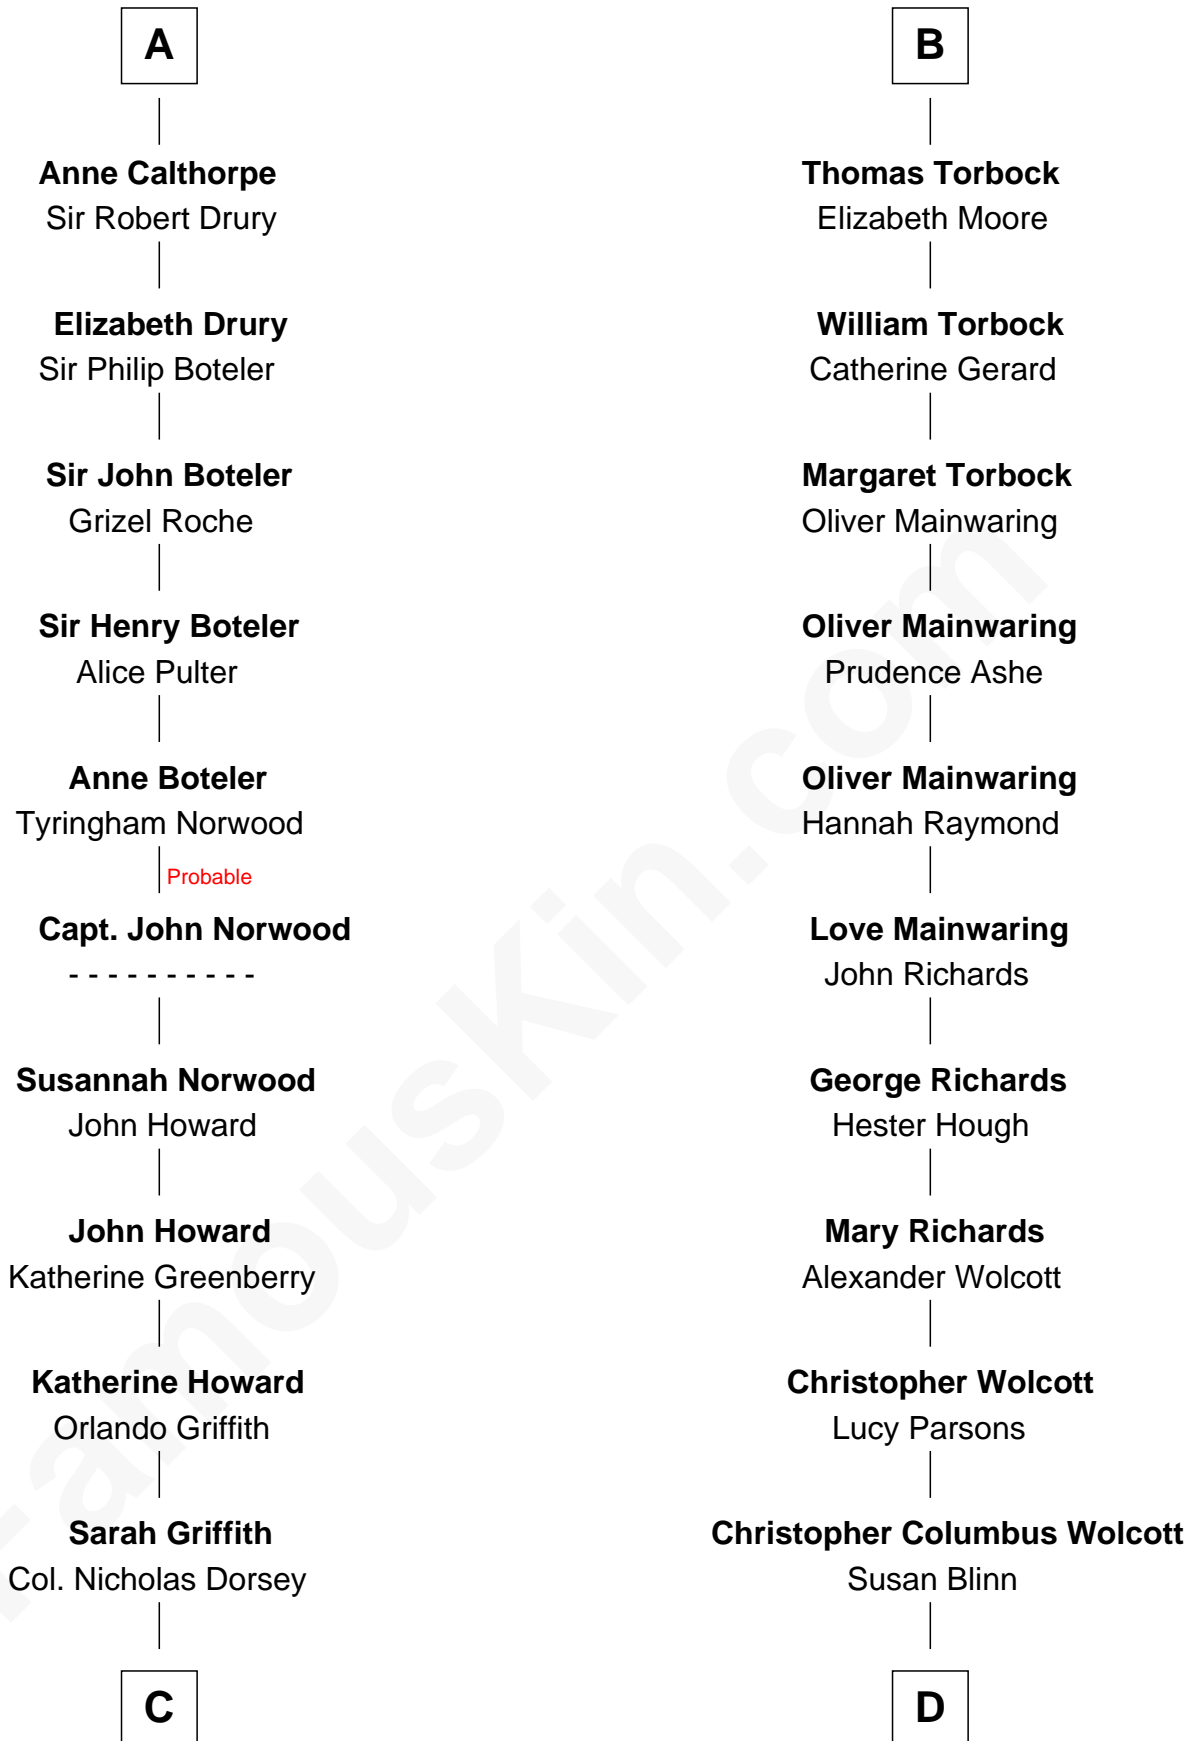 A
Anne Calthorpe
Sir Robert Drury
Elizabeth Drury
Sir Philip Boteler
Sir John Boteler
Grizel Roche
Sir Henry Boteler
Alice Pulter
Anne Boteler
Tyringham Norwood
Probable
Capt. John Norwood
- - - - - - - - - -
Susannah Norwood
John Howard
John Howard
Katherine Greenberry
Katherine Howard
Orlando Griffith
Sarah Griffith
Col. Nicholas Dorsey
C
B
Thomas Torbock
Elizabeth Moore
William Torbock
Catherine Gerard
Margaret Torbock
Oliver Mainwaring
Oliver Mainwaring
Prudence Ashe
Oliver Mainwaring
Hannah Raymond
Love Mainwaring
John Richards
George Richards
Hester Hough
Mary Richards
Alexander Wolcott
Christopher Wolcott
Lucy Parsons
Christopher Columbus Wolcott
Susan Blinn
D
FamousKin.com